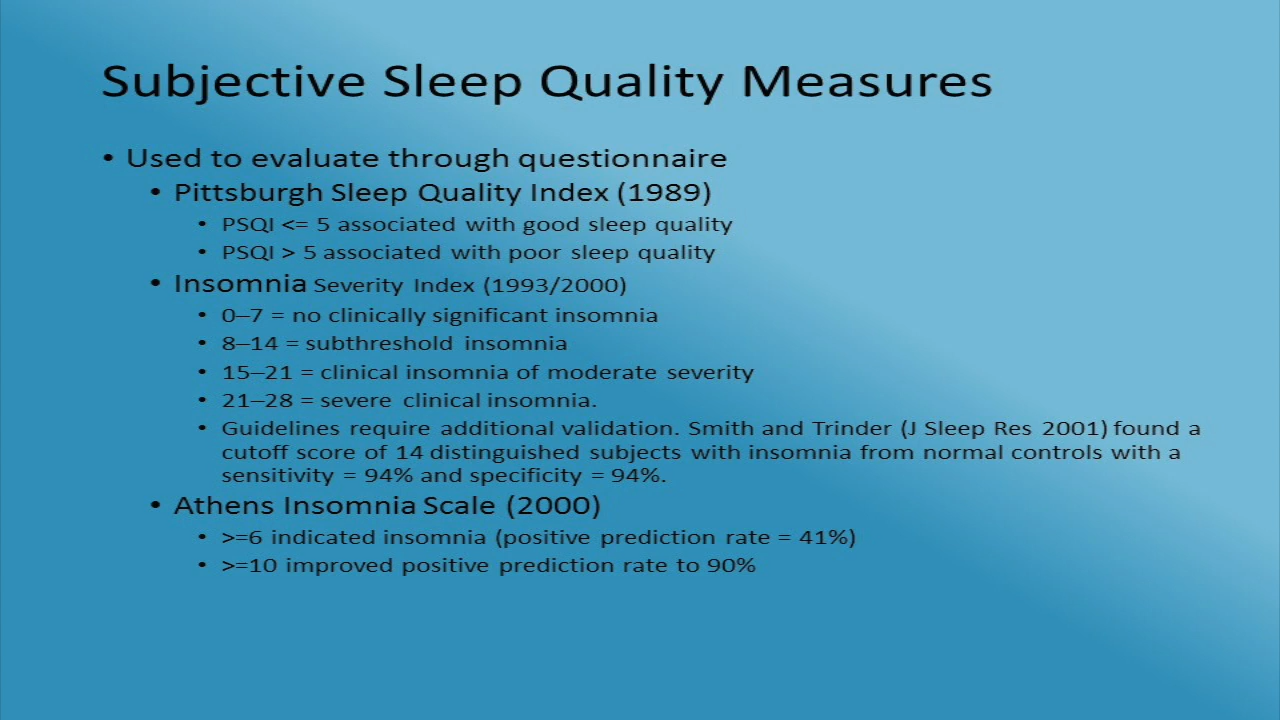 Subjective Sleep Quality Measures
• Used to evaluate through questionnaire
• Pittsburgh Sleep Quality Index (1989)
• PSQI <= 5 associated with good sleep quality
• PSQI > 5 associated with poor sleep quality
• Insomnia Severity Index (1993/2000)
• 0–7 = no clinically significant insomnia
• 8–14 = subthreshold insomnia
• 15–21 = clinical insomnia of moderate severity
• 21–28 = severe clinical insomnia.
• Guidelines require additional validation. Smith and Trinder (J Sleep Res 2001) found a
cutoff score of 14 distinguished subjects with insomnia from normal controls with a
sensitivity = 94% and specificity = 94%.
• Athens Insomnia Scale (2000)
• >=6 indicated insomnia (positive prediction rate = 41%)
• >=10 improved positive prediction rate to 90%